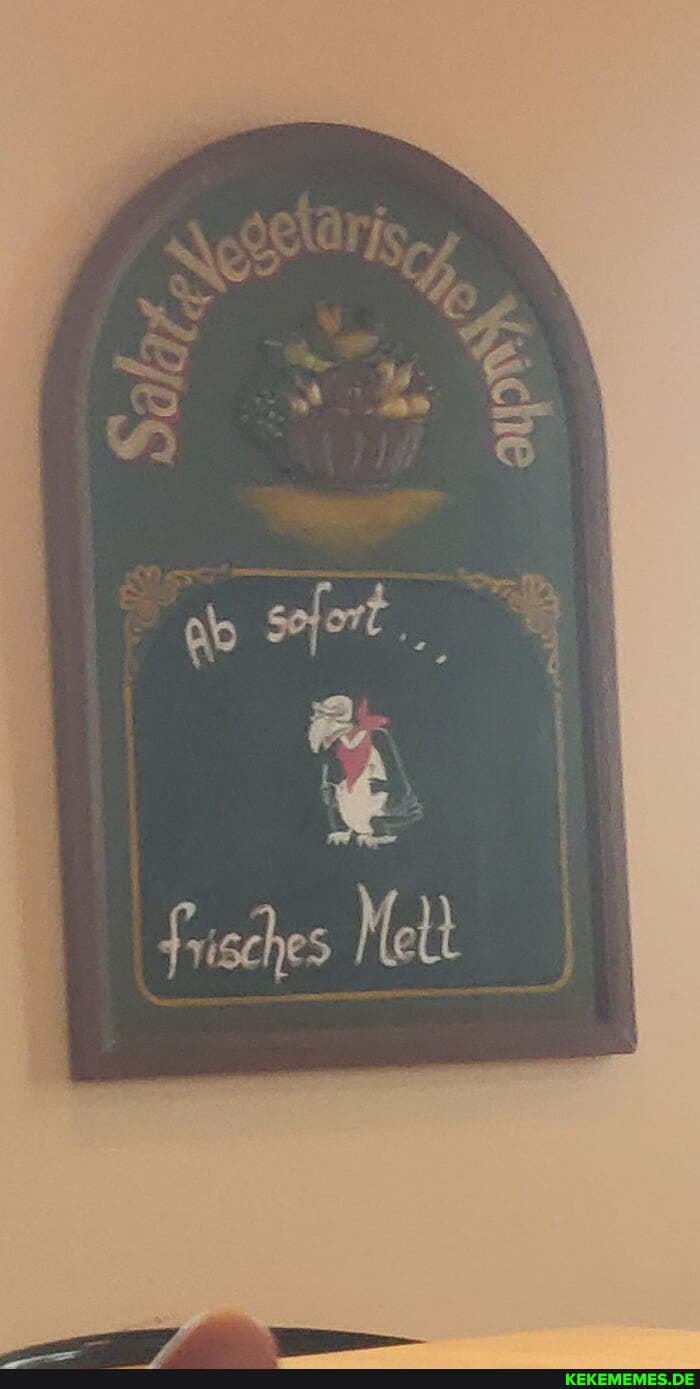 Salat & Vegetarische Küche
Ab sofort...
frisches Mett
KEKEMEMES.DE